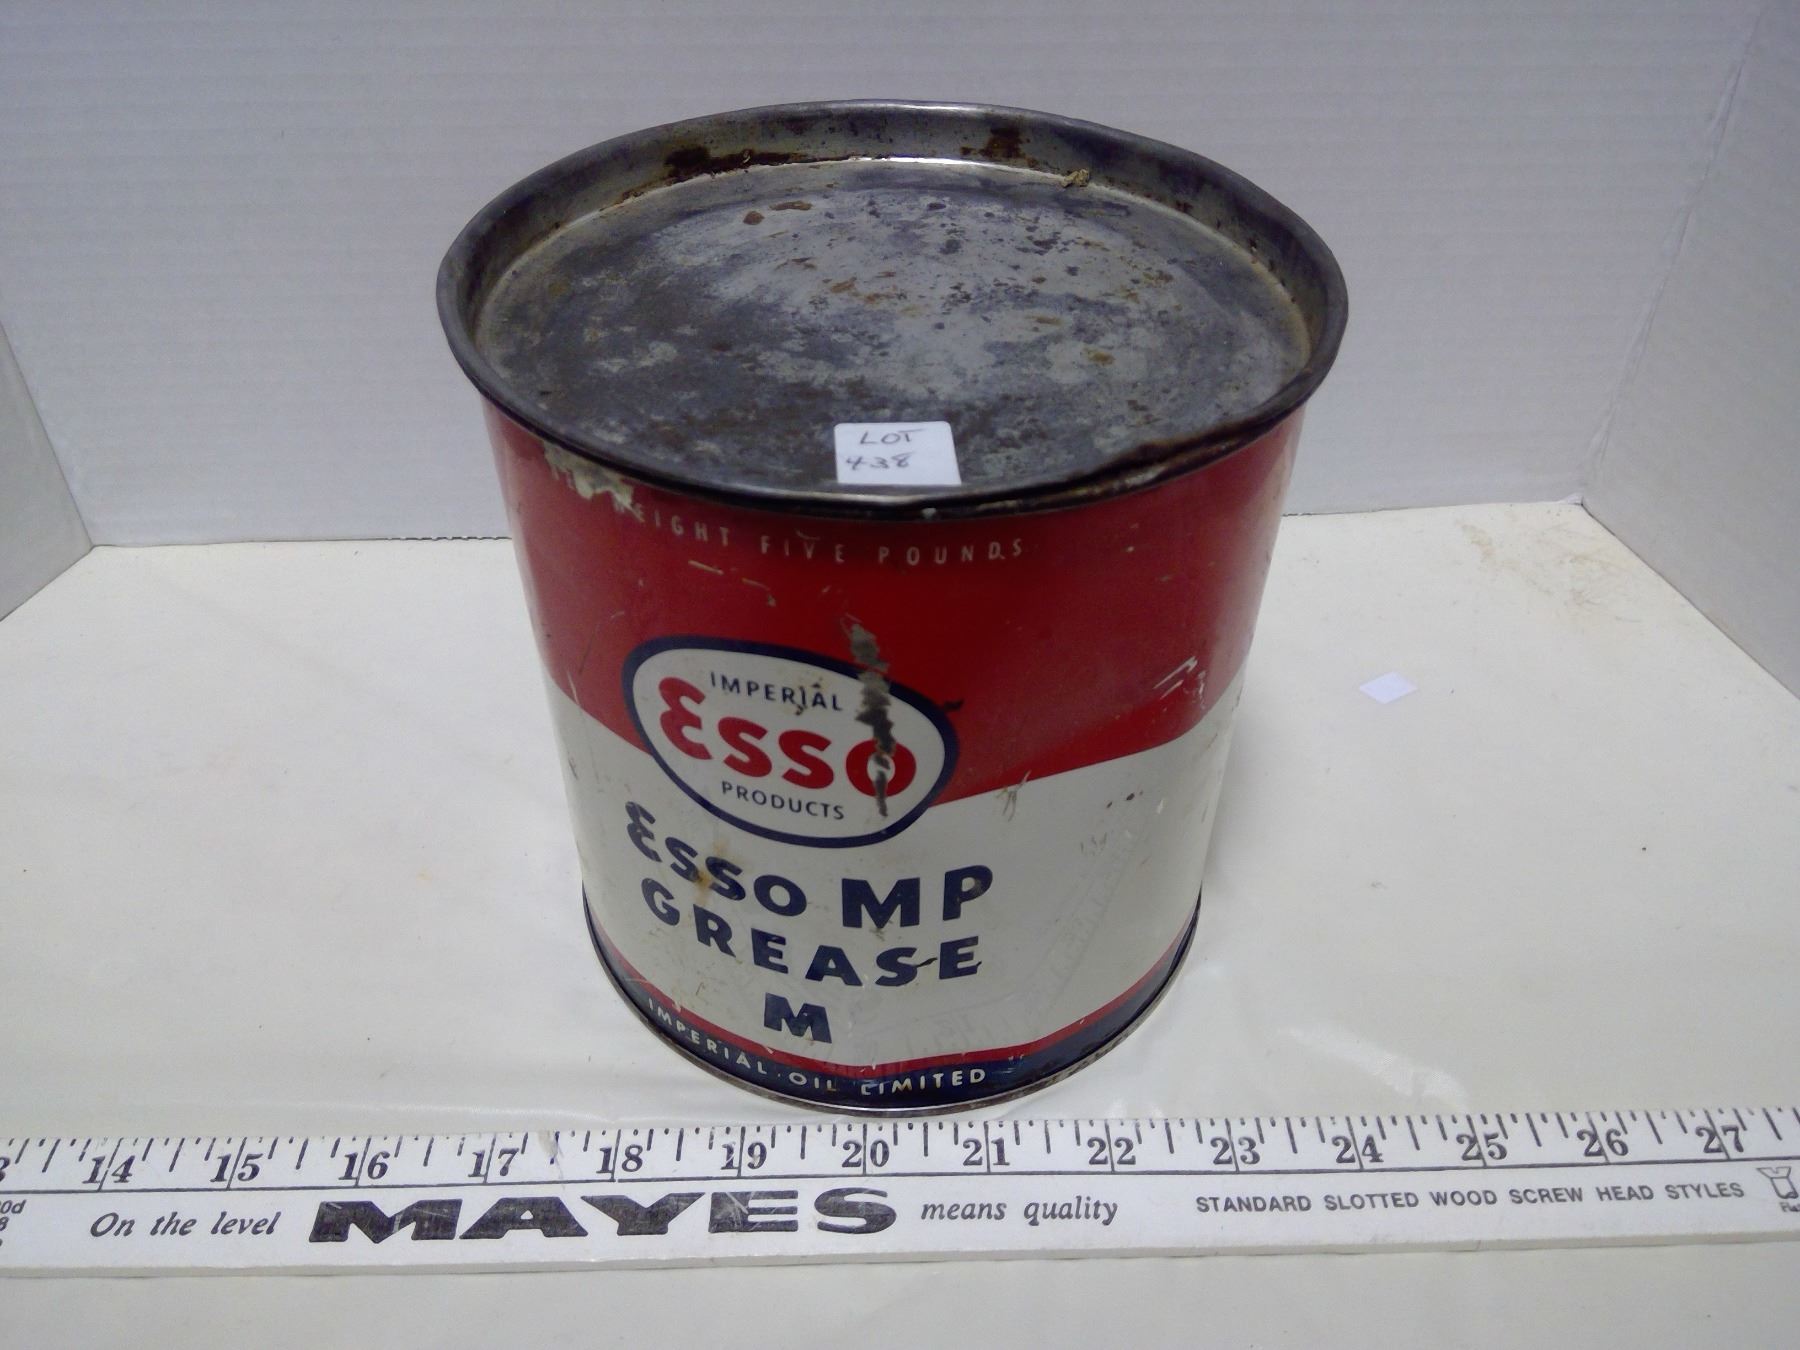 LOT
438
WEIGHT FIVE POUNDS
IMPERIAL
ESSO
PRODUCTS
ESSO MP
GREASE
M
IMPERIAL OIL LIMITED
14 15 16 17 18 19 20 21 22 23 24 25 26 27
On the level MAYES means quality STANDARD SLOTTED WOOD SCREW HEAD STYLES